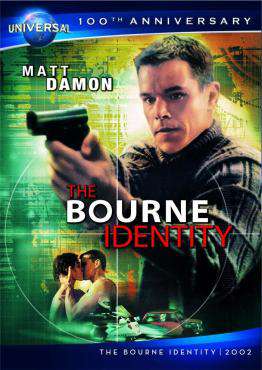 UNIVERSAL
100TH ANNIVERSARY
MATT
DAMON
THE
BOURNE
IDENTITY
THE BOURNE IDENTITY | 2002